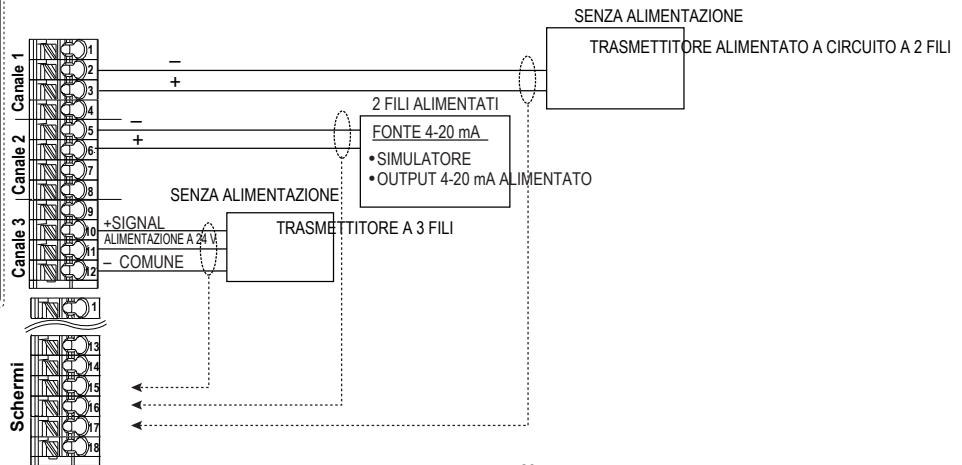 SENZA ALIMENTAZIONE
TRASMETTITORE ALIMENTATO A CIRCUITO A 2 FILI
Canale 1
1
2
3
4
–
+
2 FILI ALIMENTATI
FONTE 4-20 mA
•SIMULATORE
•OUTPUT 4-20 mA ALIMENTATO
Canale 2
5
6
7
8
–
+
SENZA ALIMENTAZIONE
TRASMETTITORE A 3 FILI
Canale 3
9
10
11
12
+SIGNAL
ALIMENTAZIONE A 24 V
– COMUNE
1
Schermi
13
14
15
16
17
18